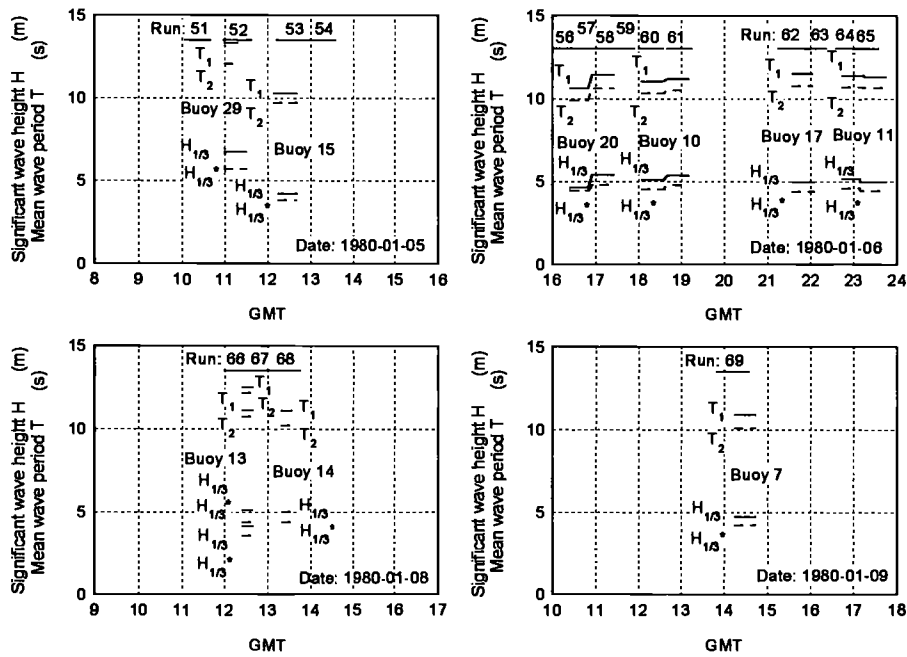 Significant wave height H (m)
Mean wave period T (s)
15
10
5
0
Run: 51 52 53 54
T1
T2
Buoy 29
H1/3
H1/3*
T1
T2
Buoy 15
H1/3
H1/3*
Date: 1980-01-05
8 9 10 11 12 13 14 15 16
GMT
Significant wave height H (m)
Mean wave period T (s)
15
10
5
0
56 57 58 59 60 61 Run: 62 63 64 65
T1 T1 T1 T1
T2 T2 T2 T2
Buoy 20 Buoy 10 Buoy 17 Buoy 11
H1/3 H1/3 H1/3 H1/3
H1/3* H1/3* H1/3* H1/3*
Date: 1980-01-06
16 17 18 19 20 21 22 23 24
GMT
Significant wave height H (m)
Mean wave period T (s)
15
10
5
0
Run: 66 67 68
T1 T1 T1
T2 T2 T2
Buoy 13 Buoy 14
H1/3
H1/3* H1/3
H1/3 H1/3*
H1/3*
Date: 1980-01-08
9 10 11 12 13 14 15 16 17
GMT
Significant wave height H (m)
Mean wave period T (s)
15
10
5
0
Run: 69
T1
T2
Buoy 7
H1/3
H1/3*
Date: 1980-01-09
10 11 12 13 14 15 16 17 18
GMT